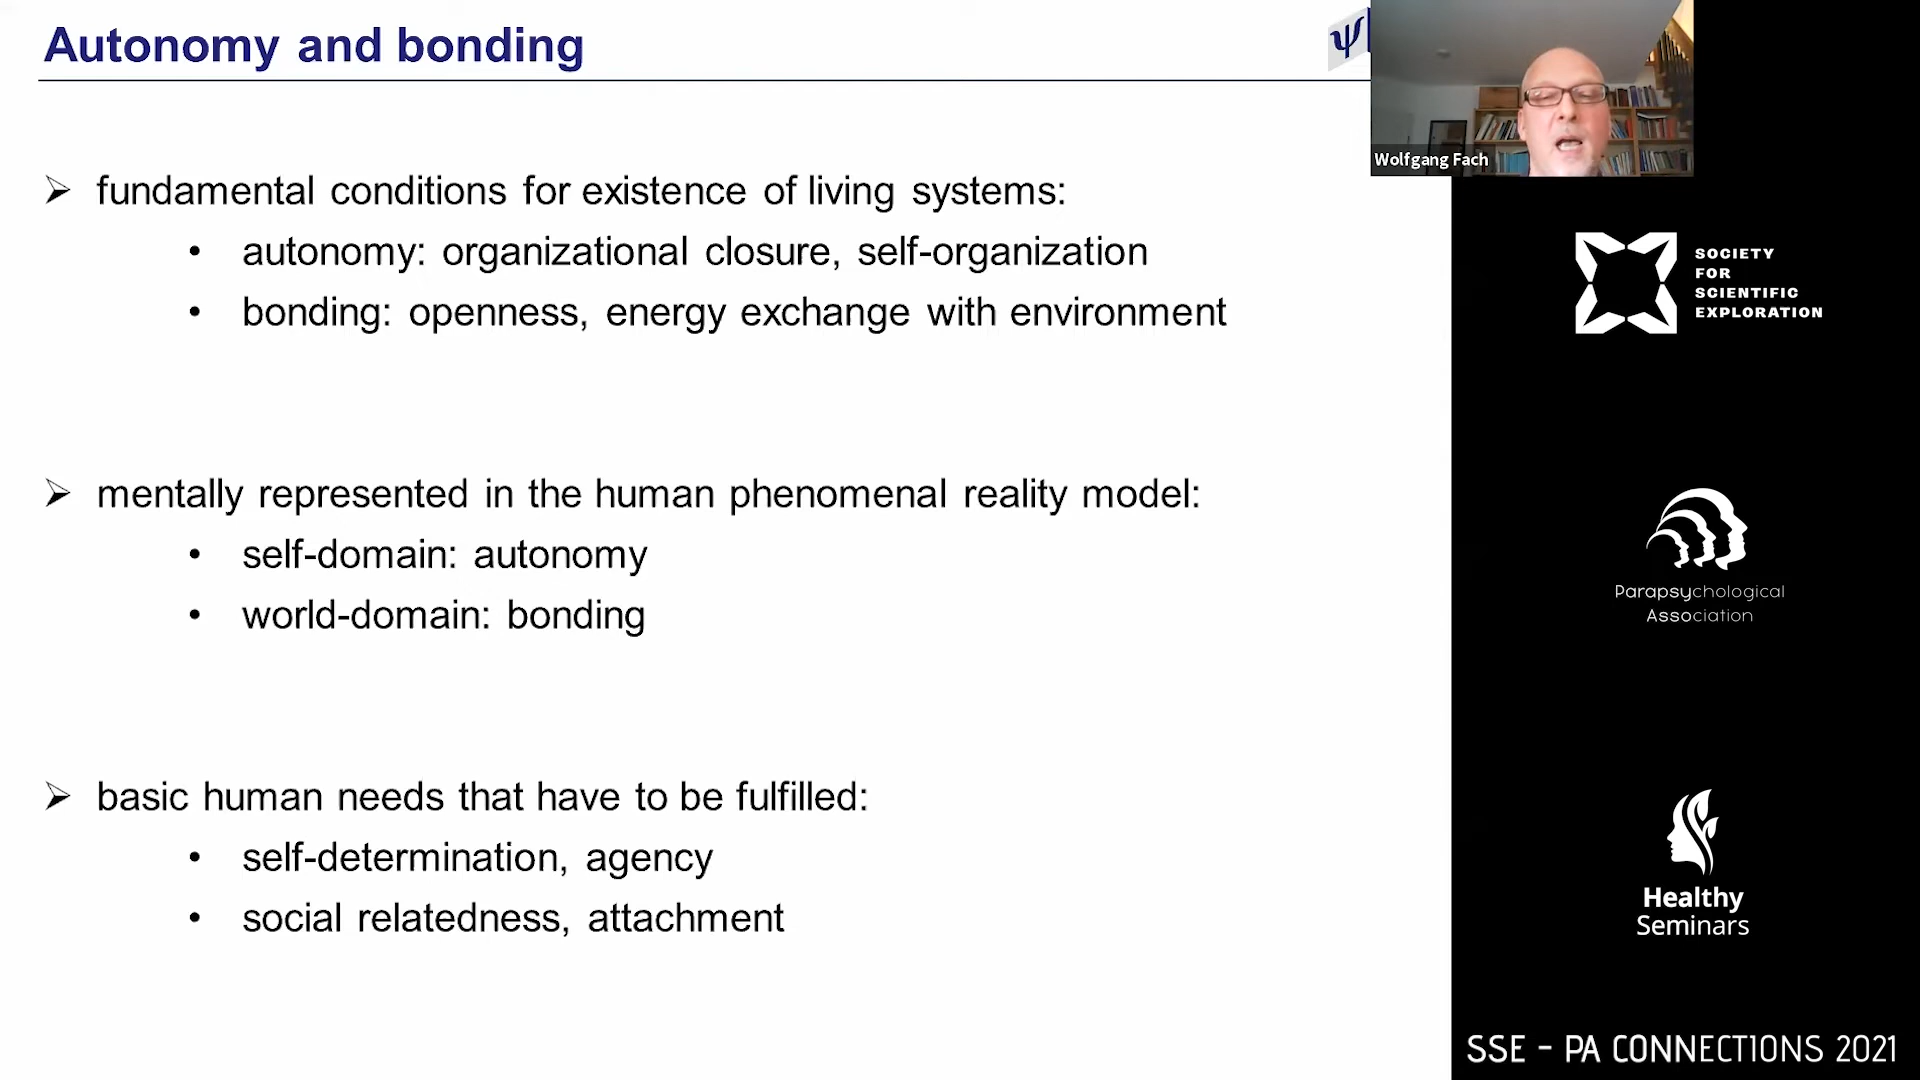 Autonomy and bonding
ψ
Wolfgang Fach
➢ fundamental conditions for existence of living systems:
• autonomy: organizational closure, self-organization
• bonding: openness, energy exchange with environment
➢ mentally represented in the human phenomenal reality model:
• self-domain: autonomy
• world-domain: bonding
➢ basic human needs that have to be fulfilled:
• self-determination, agency
• social relatedness, attachment
SOCIETY
FOR
SCIENTIFIC
EXPLORATION
Parapsychological
Association
Healthy
Seminars
SSE - PA CONNECTIONS 2021